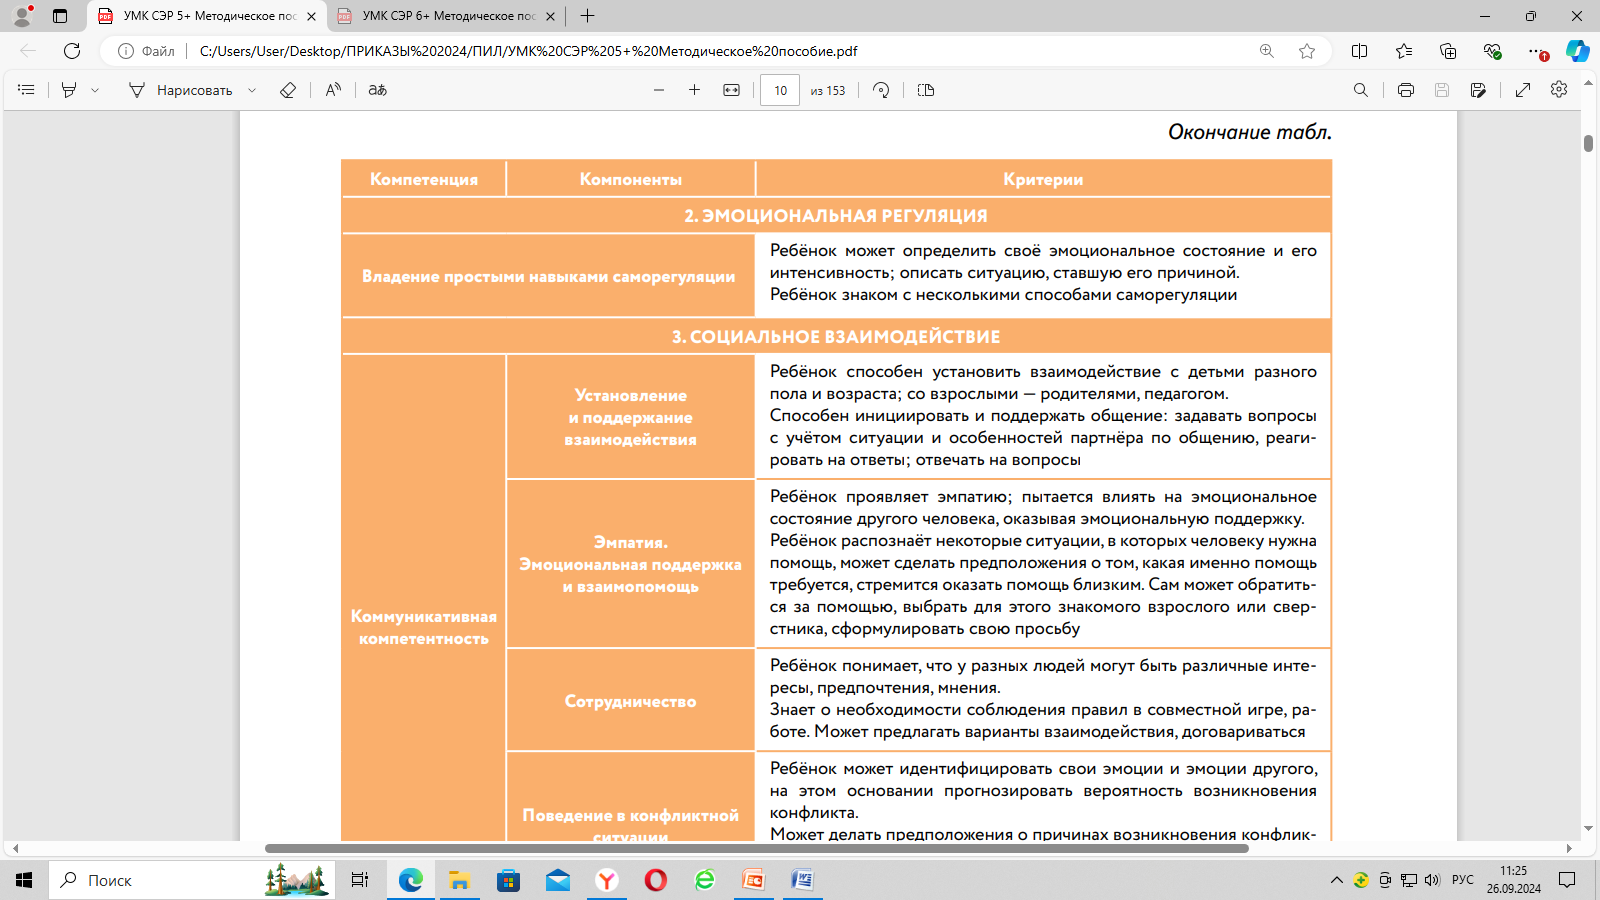 УМК СЭР 5+ Методическое пос
УМК СЭР 6+ Методическое пос
Файл
C:/Users/User/Desktop/ПРИКАЗЫ%202024/ПИЛ/УМК%20СЭР%205+%20Методическое%20пособие.pdf
Нарисовать
10
из 153
Окончание табл.
Компетенция
Компоненты
Критерии
2. ЭМОЦИОНАЛЬНАЯ РЕГУЛЯЦИЯ
Владение простыми навыками саморегуляции
Ребёнок может определить своё эмоциональное состояние и его
интенсивность; описать ситуацию, ставшую его причиной.
Ребёнок знаком с несколькими способами саморегуляции
3. СОЦИАЛЬНОЕ ВЗАИМОДЕЙСТВИЕ
Коммуникативная
компетентность
Установление
и поддержание
взаимодействия
Ребёнок способен установить взаимодействие с детьми разного
пола и возраста; со взрослыми — родителями, педагогом.
Способен инициировать и поддержать общение: задавать вопросы
с учётом ситуации и особенностей партнёра по общению, реаги-
ровать на ответы; отвечать на вопросы
Эмпатия.
Эмоциональная поддержка
и взаимопомощь
Ребёнок проявляет эмпатию; пытается влиять на эмоциональное
состояние другого человека, оказывая эмоциональную поддержку.
Ребёнок распознаёт некоторые ситуации, в которых человеку нужна
помощь, может сделать предположения о том, какая именно помощь
требуется, стремится оказать помощь близким. Сам может обратить-
ся за помощью, выбрать для этого знакомого взрослого или свер-
стника, сформулировать свою просьбу
Сотрудничество
Ребёнок понимает, что у разных людей могут быть различные инте-
ресы, предпочтения, мнения.
Знает о необходимости соблюдения правил в совместной игре, ра-
боте. Может предлагать варианты взаимодействия, договариваться
Поведение в конфликтной
ситуации
Ребёнок может идентифицировать свои эмоции и эмоции другого,
на этом основании прогнозировать вероятность возникновения
конфликта.
Может делать предположения о причинах возникновения конфлик-
Поиск
РУС
11:25
26.09.2024